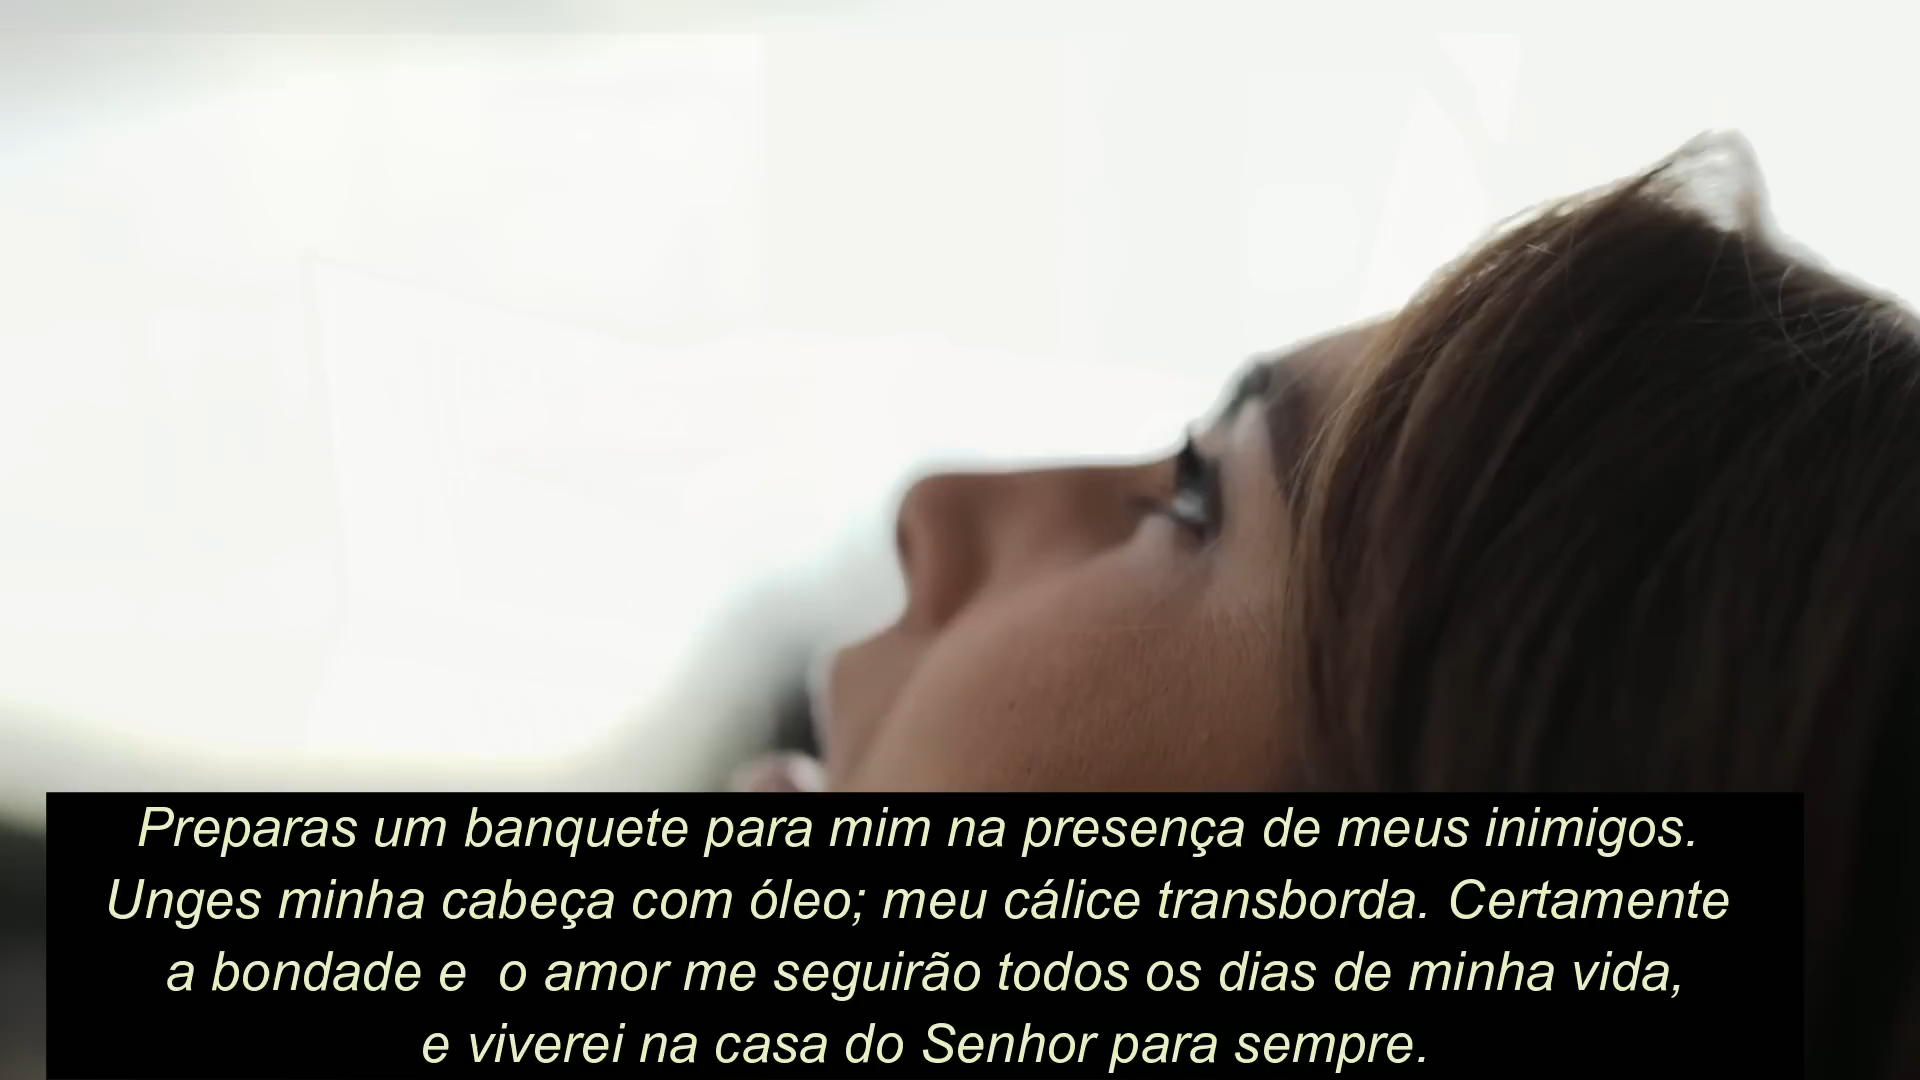 Preparas um banquete para mim na presença de meus inimigos.
Unges minha cabeça com óleo; meu cálice transborda. Certamente
a bondade e  o amor me seguirão todos os dias de minha vida,
e viverei na casa do Senhor para sempre.